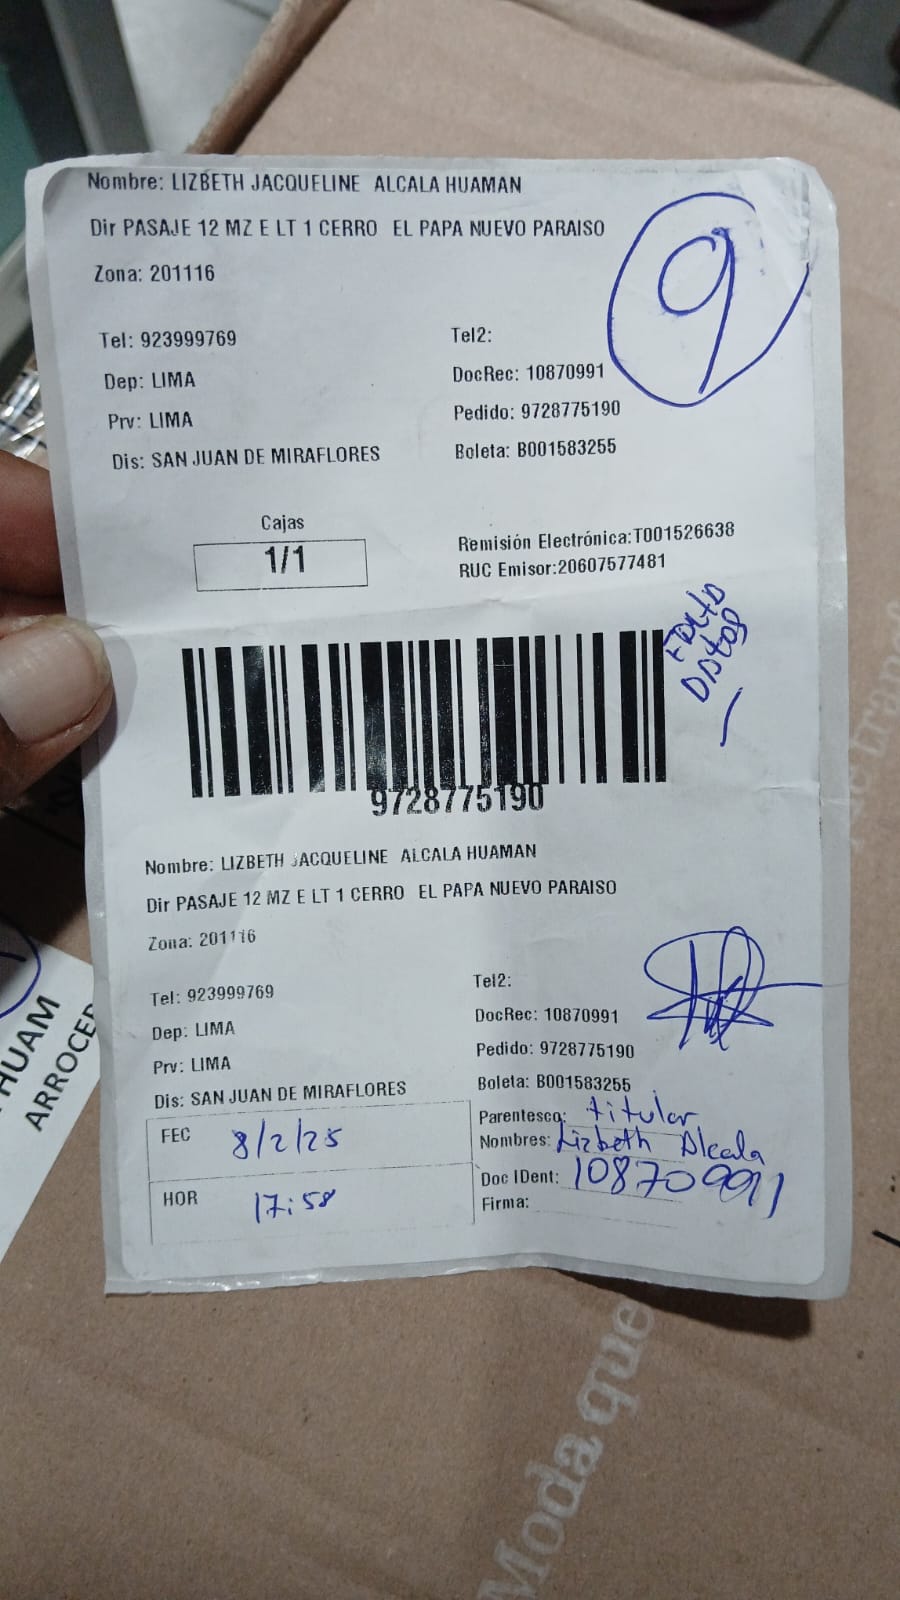 Nombre: LIZBETH JACQUELINE ALCALA HUAMAN
Dir PASAJE 12 MZ E LT 1 CERRO EL PAPA NUEVO PARAISO
Zona: 201116
9
Tel: 923999769
Tel2:
Dep: LIMA
DocRec: 10870991
Prv: LIMA
Pedido: 9728775190
Dis: SAN JUAN DE MIRAFLORES
Boleta: B001583255
Cajas
1/1
Remisión Electrónica:T001526638
RUC Emisor:20607577481
Falto
Datos
9728775190
Nombre: LIZBETH JACQUELINE ALCALA HUAMAN
Dir PASAJE 12 MZ E LT 1 CERRO EL PAPA NUEVO PARAISO
Zona: 201116
Tel: 923999769
Tel2:
Dep: LIMA
DocRec: 10870991
Prv: LIMA
Pedido: 9728775190
Dis: SAN JUAN DE MIRAFLORES
Boleta: B001583255
FEC 8/2/25
HOR 17:58
Parentesco: titular
Nombres: Lizbeth Alcala
Doc IDent: 108709911
Firma:
HUAM
ARROCER
Moda que